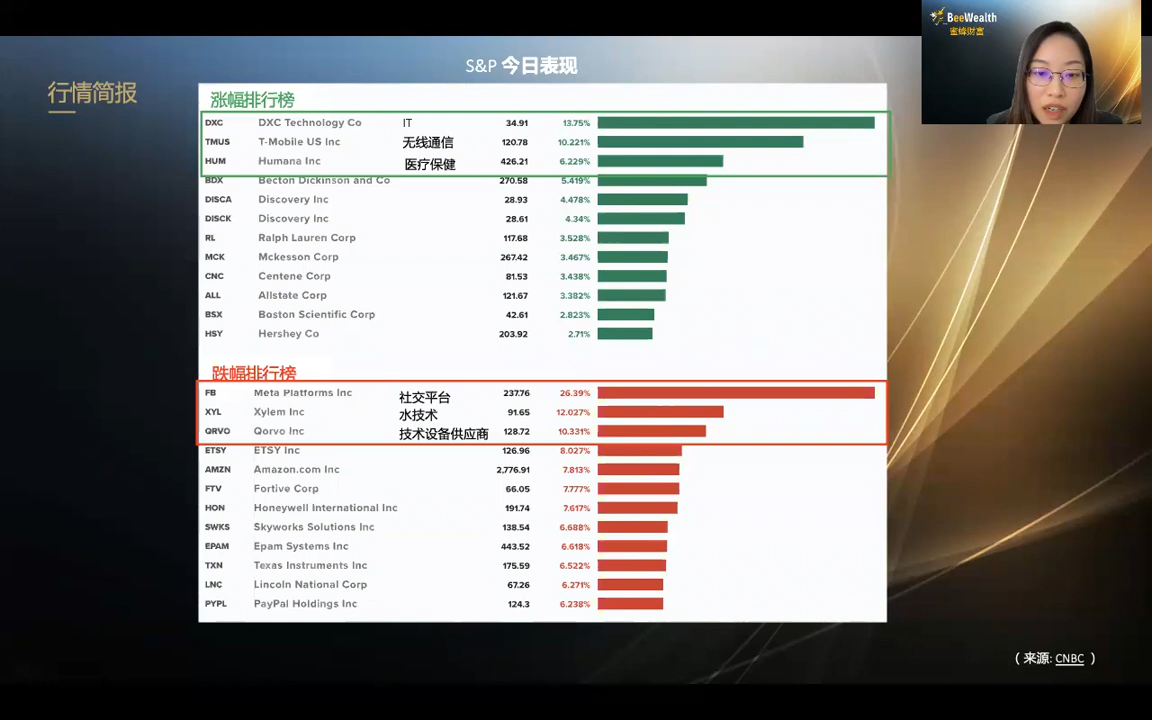 BeeWealth
蜜蜂财富
行情简报
S&P 今日表现
涨幅排行榜
DXC DXC Technology Co IT 34.91 13.75%
TMUS T-Mobile US Inc 无线通信 120.78 10.221%
HUM Humana Inc 医疗保健 426.21 6.229%
BDX Becton Dickinson and Co 270.58 5.419%
DISCA Discovery Inc 28.93 4.478%
DISCK Discovery Inc 28.61 4.34%
RL Ralph Lauren Corp 117.68 3.528%
MCK Mckesson Corp 267.42 3.467%
CNC Centene Corp 81.53 3.438%
ALL Allstate Corp 121.67 3.382%
BSX Boston Scientific Corp 42.61 2.823%
HSY Hershey Co 203.92 2.71%
跌幅排行榜
FB Meta Platforms Inc 社交平台 237.76 26.39%
XYL Xylem Inc 水技术 91.65 12.027%
QRVO Qorvo Inc 技术设备供应商 128.72 10.331%
ETSY ETSY Inc 126.96 8.027%
AMZN Amazon.com Inc 2,776.91 7.813%
FTV Fortive Corp 66.05 7.777%
HON Honeywell International Inc 191.74 7.617%
SWKS Skyworks Solutions Inc 138.54 6.688%
EPAM Epam Systems Inc 443.52 6.618%
TXN Texas Instruments Inc 175.59 6.522%
LNC Lincoln National Corp 67.26 6.271%
PYPL PayPal Holdings Inc 124.3 6.238%
( 来源: CNBC )